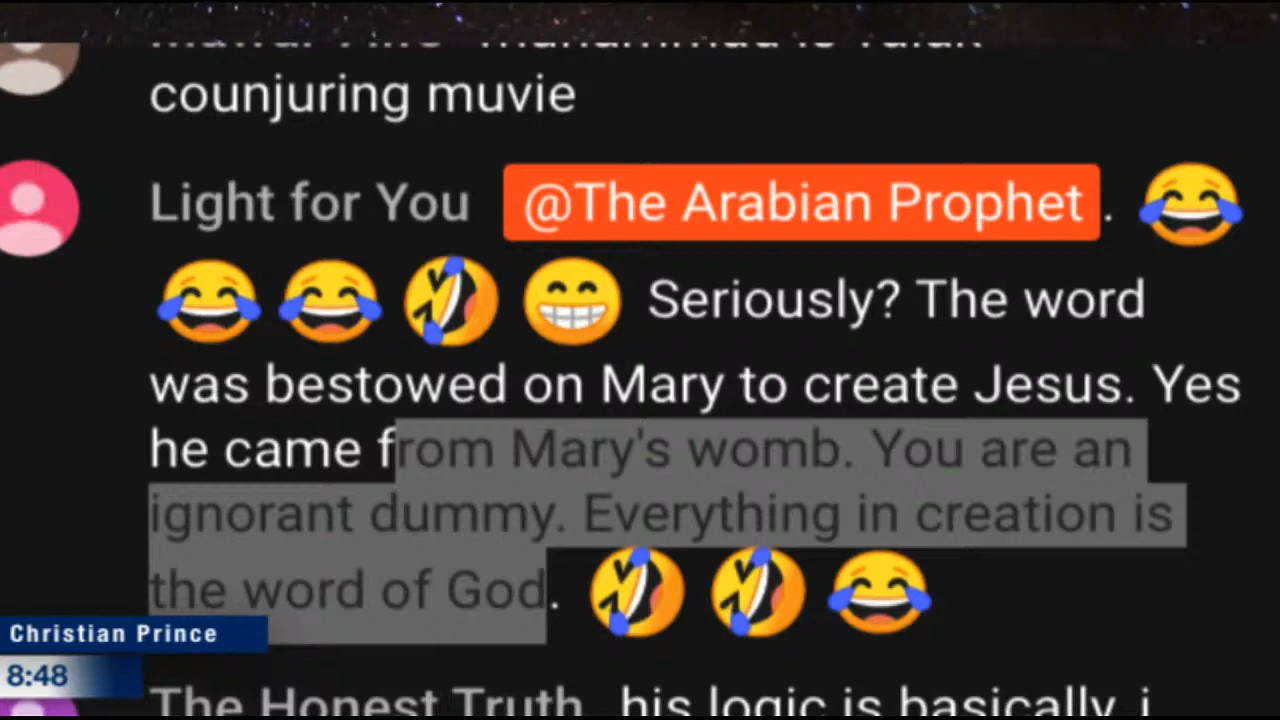 counjuring muvie
Light for You @The Arabian Prophet. 😂
😂😂🤣😁 Seriously? The word
was bestowed on Mary to create Jesus. Yes
he came from Mary's womb. You are an
ignorant dummy. Everything in creation is
the word of God. 🤣🤣😂
Christian Prince
8:48
The Honest Truth his logic is basically, i